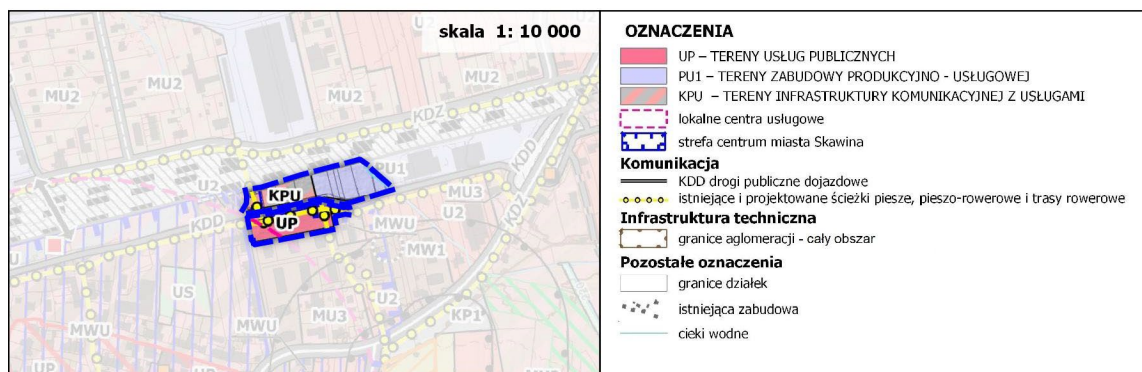 skala 1: 10 000
U2
MU2
MU2
MU2
KDZ
KDD
PU1
U2
KPU
MU3
KDD
UP
MWU
U2
KDZ
MW1
US
U2
MWU
MU3
KP1
UP
OZNACZENIA
UP – TERENY USŁUG PUBLICZNYCH
PU1 – TERENY ZABUDOWY PRODUKCYJNO - USŁUGOWEJ
KPU – TERENY INFRASTRUKTURY KOMUNIKACYJNEJ Z USŁUGAMI
lokalne centra usługowe
strefa centrum miasta Skawina
Komunikacja
KDD drogi publiczne dojazdowe
istniejące i projektowane ścieżki piesze, pieszo-rowerowe i trasy rowerowe
Infrastruktura techniczna
granice aglomeracji - cały obszar
Pozostałe oznaczenia
granice działek
istniejąca zabudowa
cieki wodne